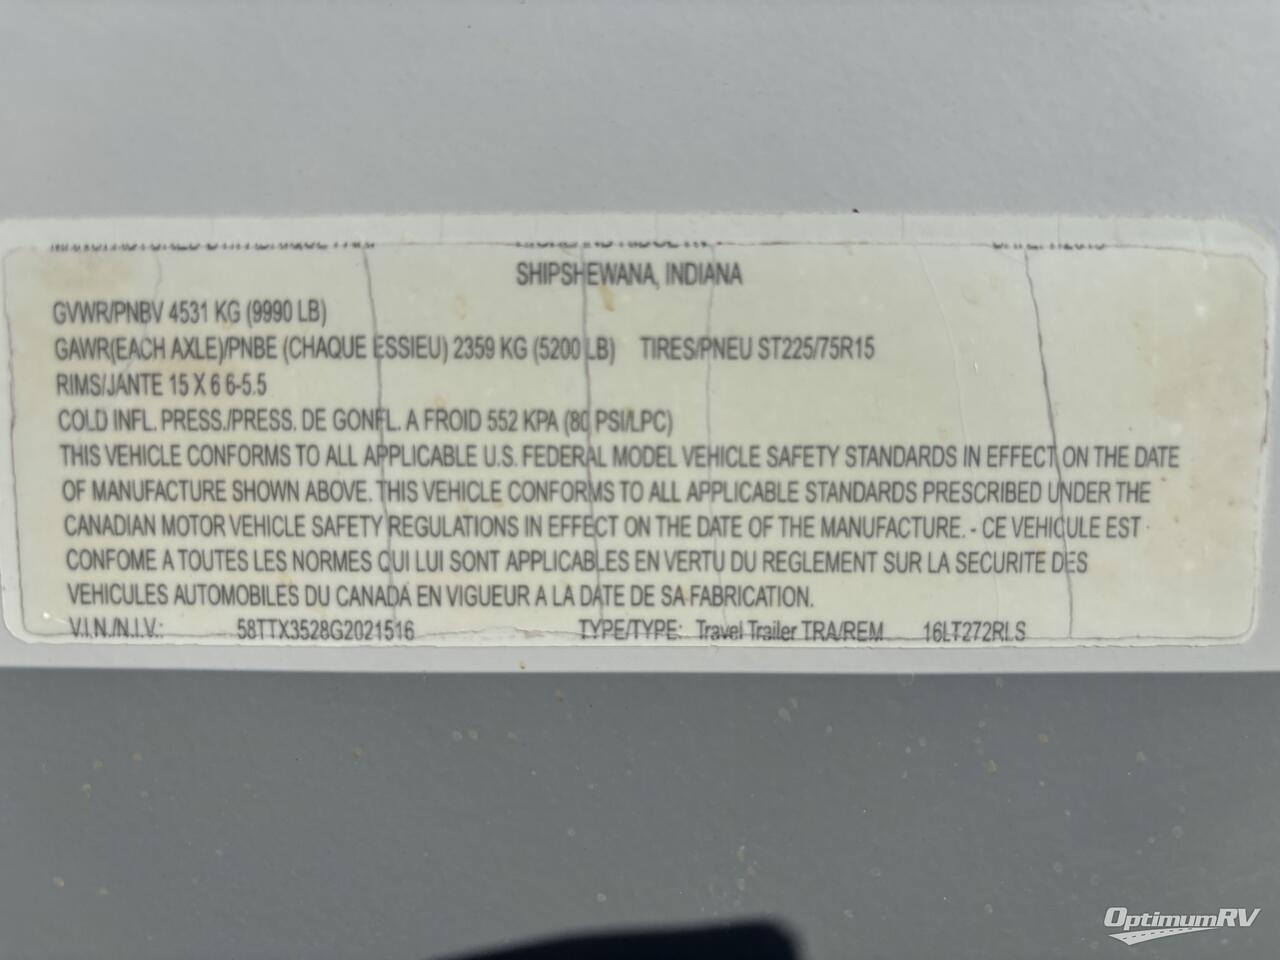 SHIPSHEWANA, INDIANA
GVWR/PNBV 4531 KG (9990 LB)
GAWR(EACH AXLE)/PNBE (CHAQUE ESSIEU) 2359 KG (5200 LB) TIRES/PNEU ST225/75R15
RIMS/JANTE 15 X 6 6-5.5
COLD INFL. PRESS./PRESS. DE GONFL. A FROID 552 KPA (80 PSI/LPC)
THIS VEHICLE CONFORMS TO ALL APPLICABLE U.S. FEDERAL MODEL VEHICLE SAFETY STANDARDS IN EFFECT ON THE DATE
OF MANUFACTURE SHOWN ABOVE. THIS VEHICLE CONFORMS TO ALL APPLICABLE STANDARDS PRESCRIBED UNDER THE
CANADIAN MOTOR VEHICLE SAFETY REGULATIONS IN EFFECT ON THE DATE OF THE MANUFACTURE. - CE VEHICULE EST
CONFOME A TOUTES LES NORMES QUI LUI SONT APPLICABLES EN VERTU DU REGLEMENT SUR LA SECURITE DES
VEHICULES AUTOMOBILES DU CANADA EN VIGUEUR A LA DATE DE SA FABRICATION.
V.I.N./N.I.V.: 58TTX3528G2021516 TYPE/TYPE: Travel Trailer TRA/REM 16LT272RLS
OptimumRV